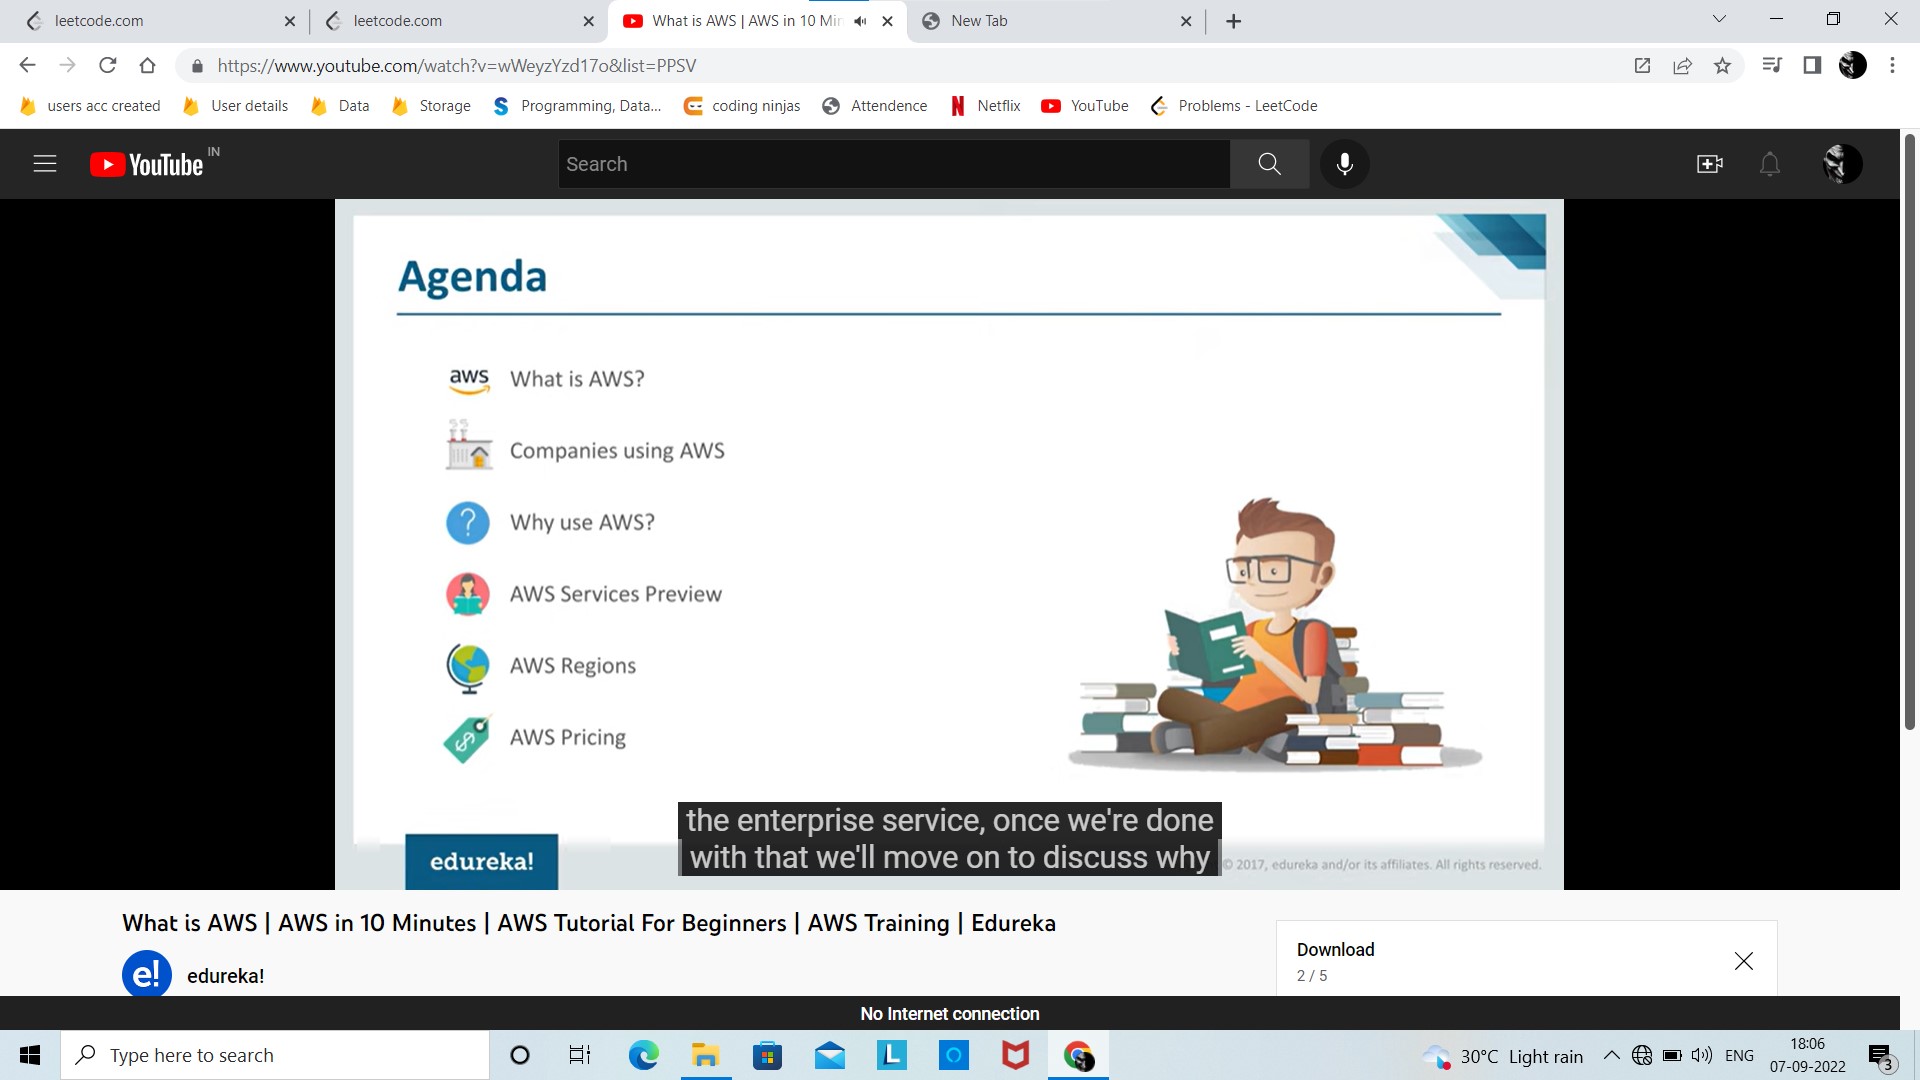 leetcode.com
leetcode.com
What is AWS | AWS in 10 Min
New Tab
https://www.youtube.com/watch?v=wWeyzYzd17o&list=PPSV
users acc created
User details
Data
Storage
Programming, Data...
coding ninjas
Attendence
Netflix
YouTube
Problems - LeetCode
YouTube IN
Search
Agenda
aws What is AWS?
Companies using AWS
? Why use AWS?
AWS Services Preview
AWS Regions
$ AWS Pricing
the enterprise service, once we're done
with that we'll move on to discuss why
edureka!
© 2017, edureka and/or its affiliates. All rights reserved.
What is AWS | AWS in 10 Minutes | AWS Tutorial For Beginners | AWS Training | Edureka
e! edureka!
Download
2 / 5
No Internet connection
Type here to search
L
30°C Light rain
ENG
18:06
07-09-2022
3